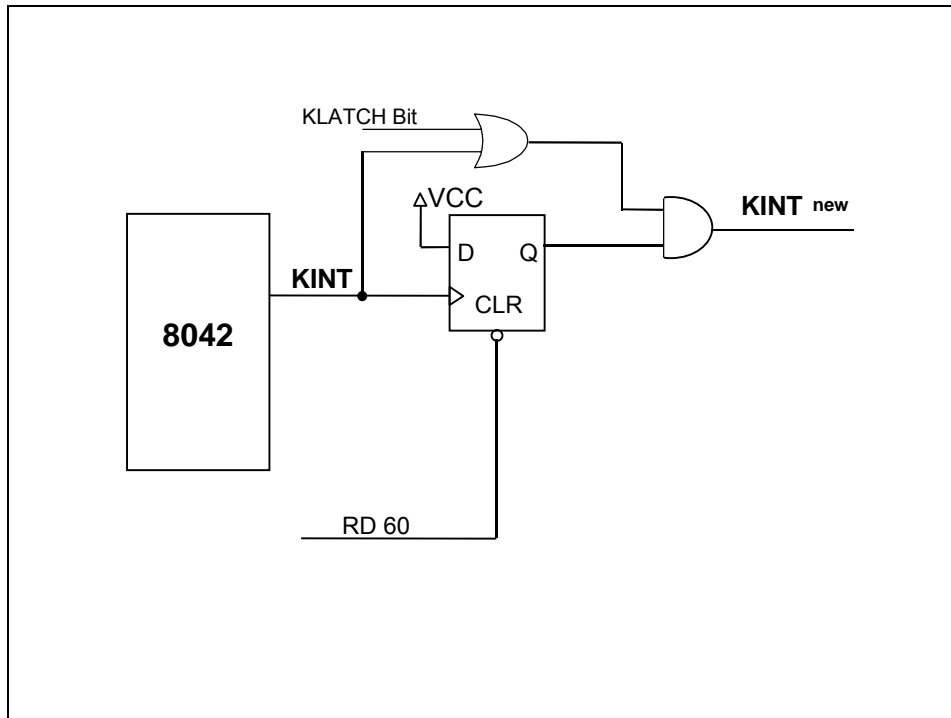 KLATCH Bit
VCC
KINT new
D Q
KINT
CLR
8042
RD 60